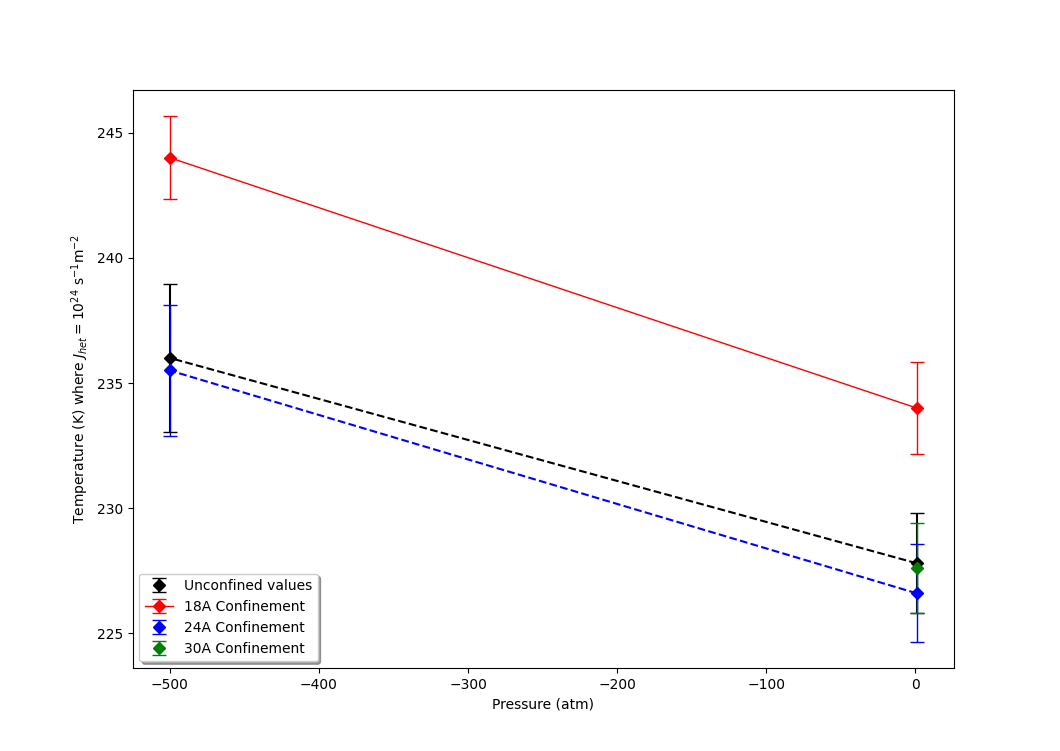 245
240
235
230
225
Temperature (K) where J_het = 10^24 s^−1m^−2
Unconfined values
18A Confinement
24A Confinement
30A Confinement
−500 −400 −300 −200 −100 0
Pressure (atm)